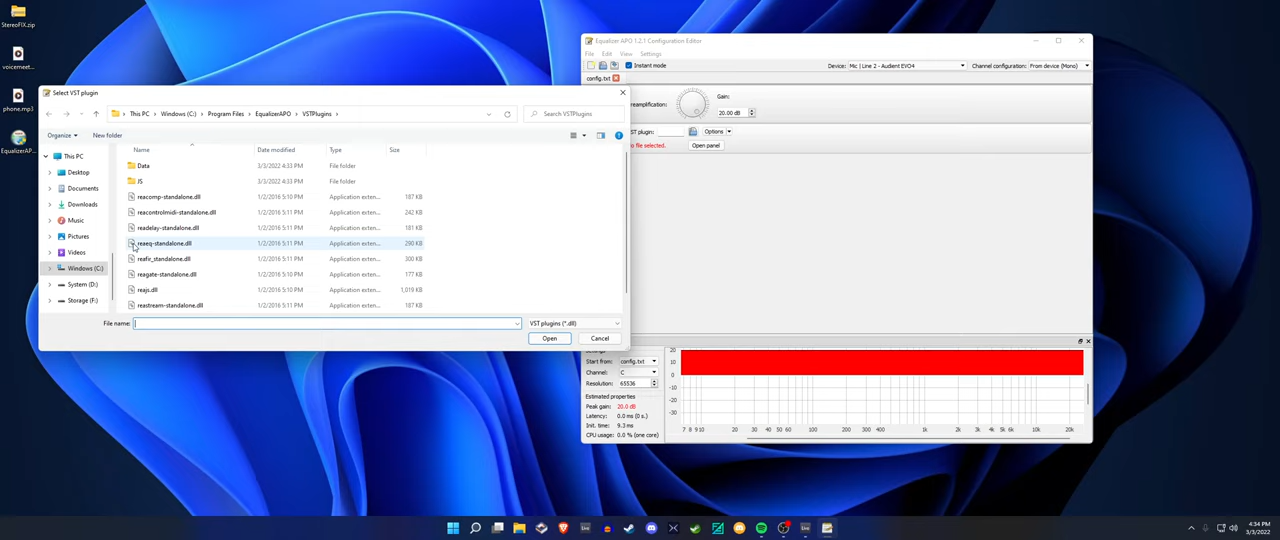 StereoFIX.zip
voicemeet...
phone.mp3
EqualizerAP...
Select VST plugin
This PC > Windows (C:) > Program Files > EqualizerAPO > VSTPlugins >
Search VSTPlugins
Organize
New folder
Name
Date modified
Type
Size
This PC
Desktop
Documents
Downloads
Music
Pictures
Videos
Windows (C:)
System (D:)
Storage (F:)
Data 3/3/2022 4:33 PM File folder
JS 3/3/2022 4:33 PM File folder
reacomp-standalone.dll 1/2/2016 5:10 PM Application exten... 187 KB
reacontrolmidi-standalone.dll 1/2/2016 5:11 PM Application exten... 242 KB
readelay-standalone.dll 1/2/2016 5:11 PM Application exten... 181 KB
reaeq-standalone.dll 1/2/2016 5:11 PM Application exten... 290 KB
reafir_standalone.dll 1/2/2016 5:11 PM Application exten... 300 KB
reagate-standalone.dll 1/2/2016 5:10 PM Application exten... 177 KB
reajs.dll 1/2/2016 5:11 PM Application exten... 1,019 KB
reastream-standalone.dll 1/2/2016 5:11 PM Application exten... 187 KB
File name:
VST plugins (*.dll)
Open
Cancel
Equalizer APO 1.2.1 Configuration Editor
File Edit View Settings
Instant mode
Device: Mic | Line 2 - Audient EVO4
Channel configuration: From device (Mono)
config.txt
reamplification:
Gain:
20.00 dB
ST plugin:
Options
o file selected.
Open panel
Settings
Start from: config.txt
Channel: C
Resolution: 65536
Estimated properties
Peak gain: 20.0 dB
Latency: 0.0 ms (0 s.)
Init. time: 9.3 ms
CPU usage: 0.0 % (one core)
20
10
0
-10
-20
-30
7 8 9 10 20 30 40 50 60 100 200 300 400 1k 2k 3k 4k 6k 10k 20k
Live
Live
4:34 PM
3/3/2022